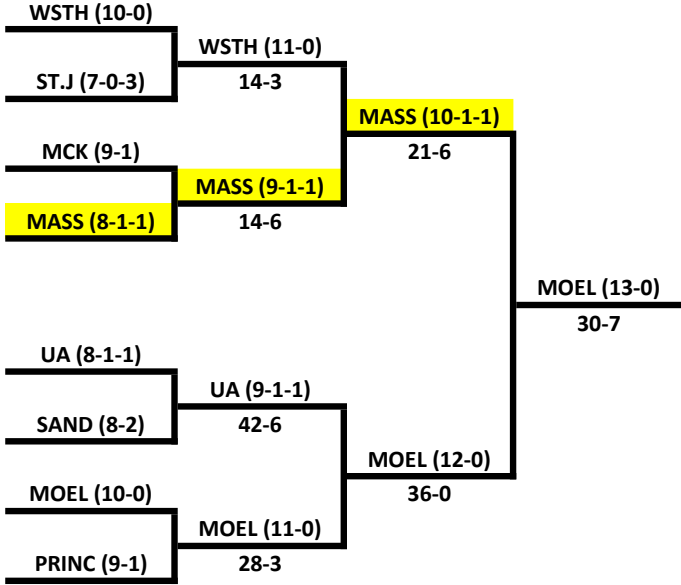 WSTH (10-0)
WSTH (11-0)
ST.J (7-0-3)
14-3
MASS (10-1-1)
MCK (9-1)
21-6
MASS (9-1-1)
MASS (8-1-1)
14-6
MOEL (13-0)
30-7
UA (8-1-1)
UA (9-1-1)
SAND (8-2)
42-6
MOEL (12-0)
MOEL (10-0)
36-0
MOEL (11-0)
PRINC (9-1)
28-3